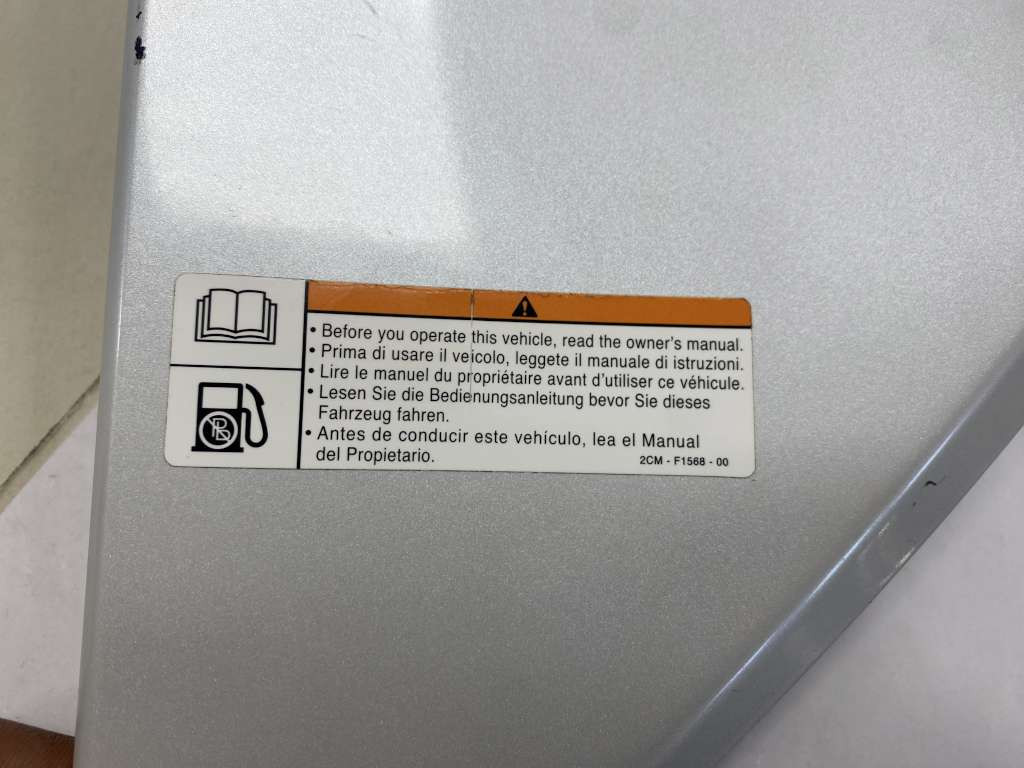 • Before you operate this vehicle, read the owner's manual.
• Prima di usare il veicolo, leggete il manuale di istruzioni.
• Lire le manuel du propriétaire avant d'utiliser ce véhicule.
• Lesen Sie die Bedienungsanleitung bevor Sie dieses
Fahrzeug fahren.
• Antes de conducir este vehículo, lea el Manual
del Propietario.
2CM - F1568 - 00